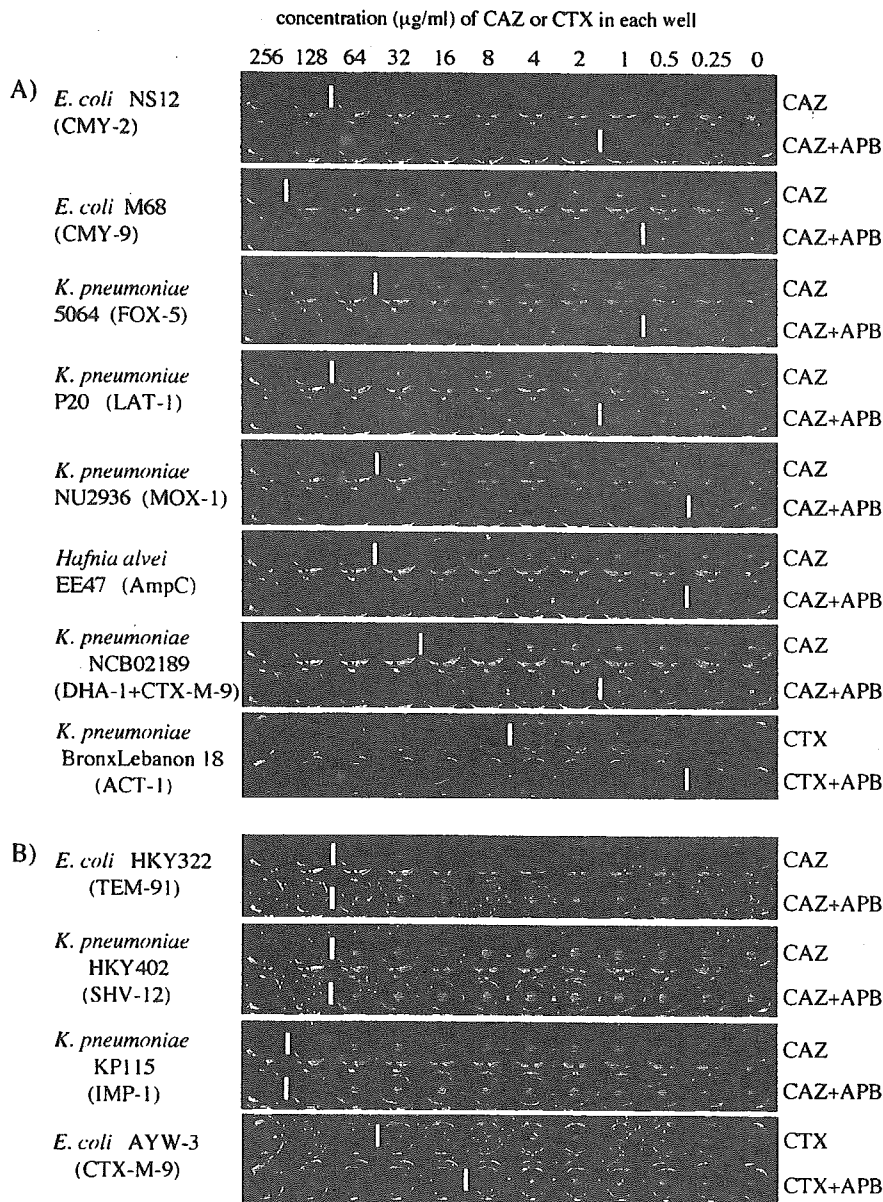 concentration (µg/ml) of CAZ or CTX in each well
256 128 64 32 16 8 4 2 1 0.5 0.25 0
A)
E. coli NS12
(CMY-2)
CAZ
CAZ+APB
E. coli M68
(CMY-9)
CAZ
CAZ+APB
K. pneumoniae
5064 (FOX-5)
CAZ
CAZ+APB
K. pneumoniae
P20 (LAT-1)
CAZ
CAZ+APB
K. pneumoniae
NU2936 (MOX-1)
CAZ
CAZ+APB
Hafnia alvei
EE47 (AmpC)
CAZ
CAZ+APB
K. pneumoniae
NCB02189
(DHA-1+CTX-M-9)
CAZ
CAZ+APB
K. pneumoniae
BronxLebanon 18
(ACT-1)
CTX
CTX+APB
B)
E. coli HKY322
(TEM-91)
CAZ
CAZ+APB
K. pneumoniae
HKY402
(SHV-12)
CAZ
CAZ+APB
K. pneumoniae
KP115
(IMP-1)
CAZ
CAZ+APB
E. coli AYW-3
(CTX-M-9)
CTX
CTX+APB